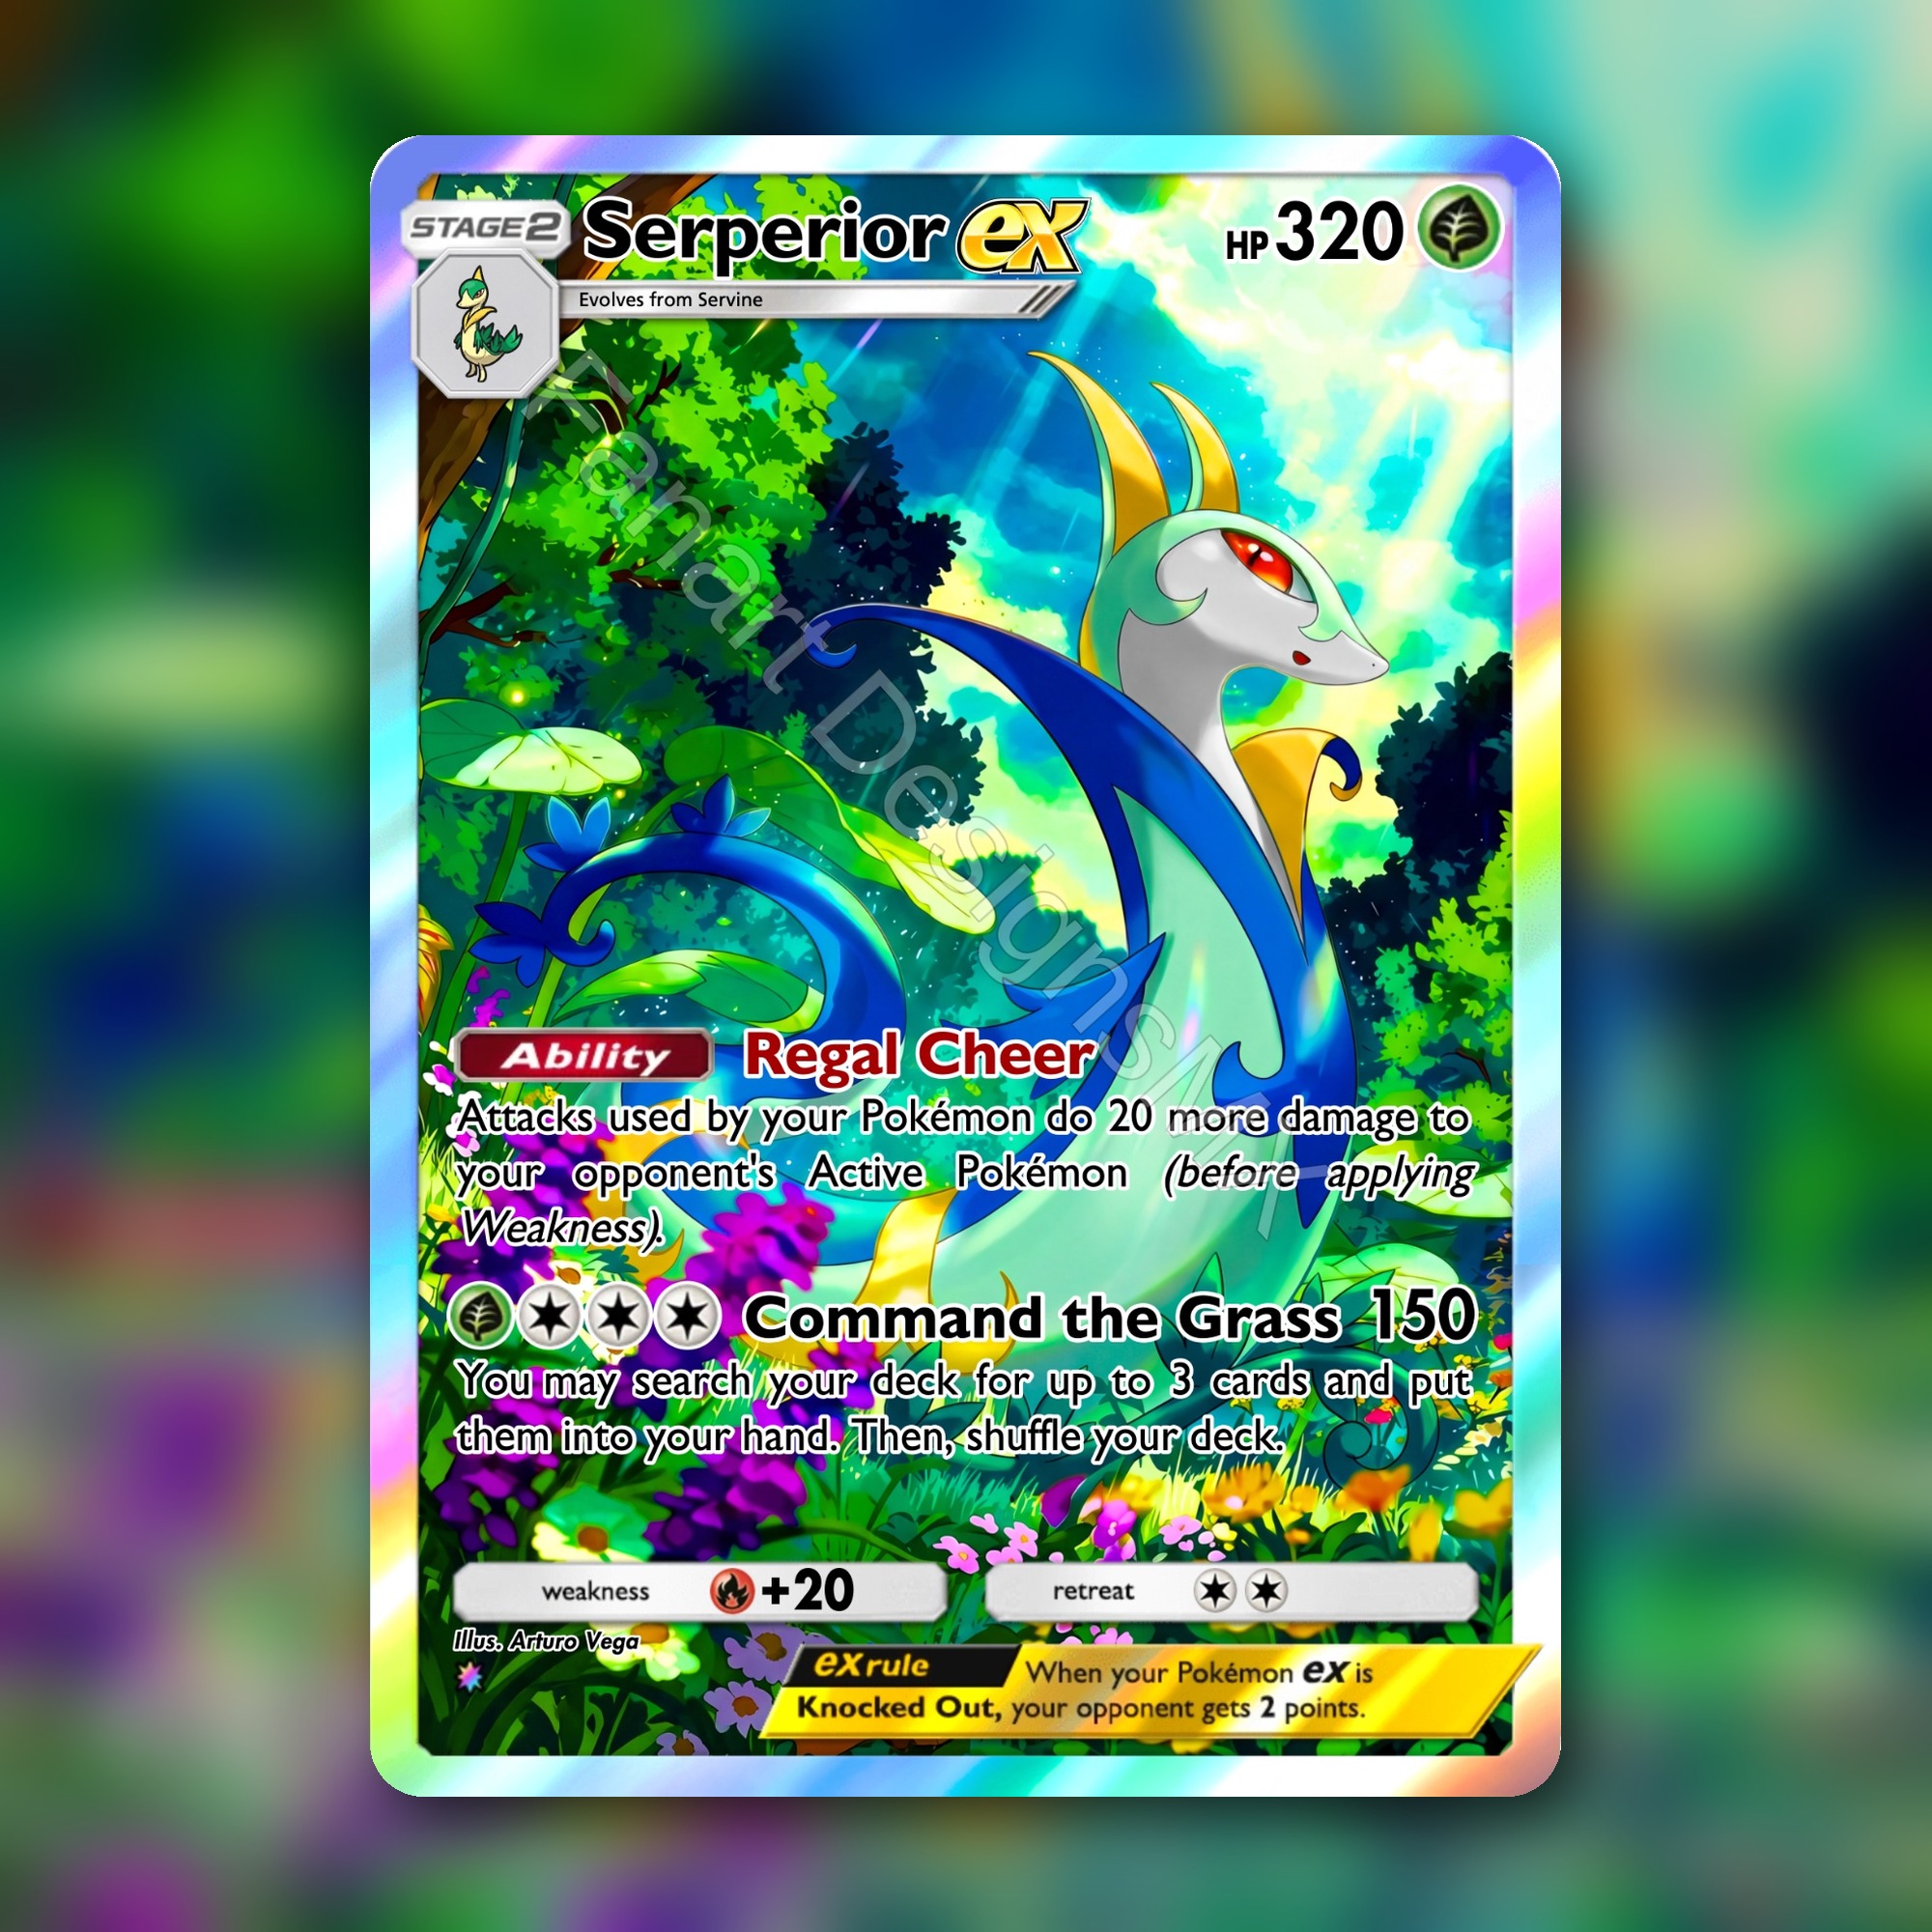 STAGE2 Serperior ex HP 320
Evolves from Servine
Fanart DesignsMX
Ability Regal Cheer
Attacks used by your Pokémon do 20 more damage to
your opponent's Active Pokémon (before applying
Weakness).
Command the Grass 150
You may search your deck for up to 3 cards and put
them into your hand. Then, shuffle your deck.
weakness +20 retreat
Illus. Arturo Vega
ex rule When your Pokémon ex is
Knocked Out, your opponent gets 2 points.